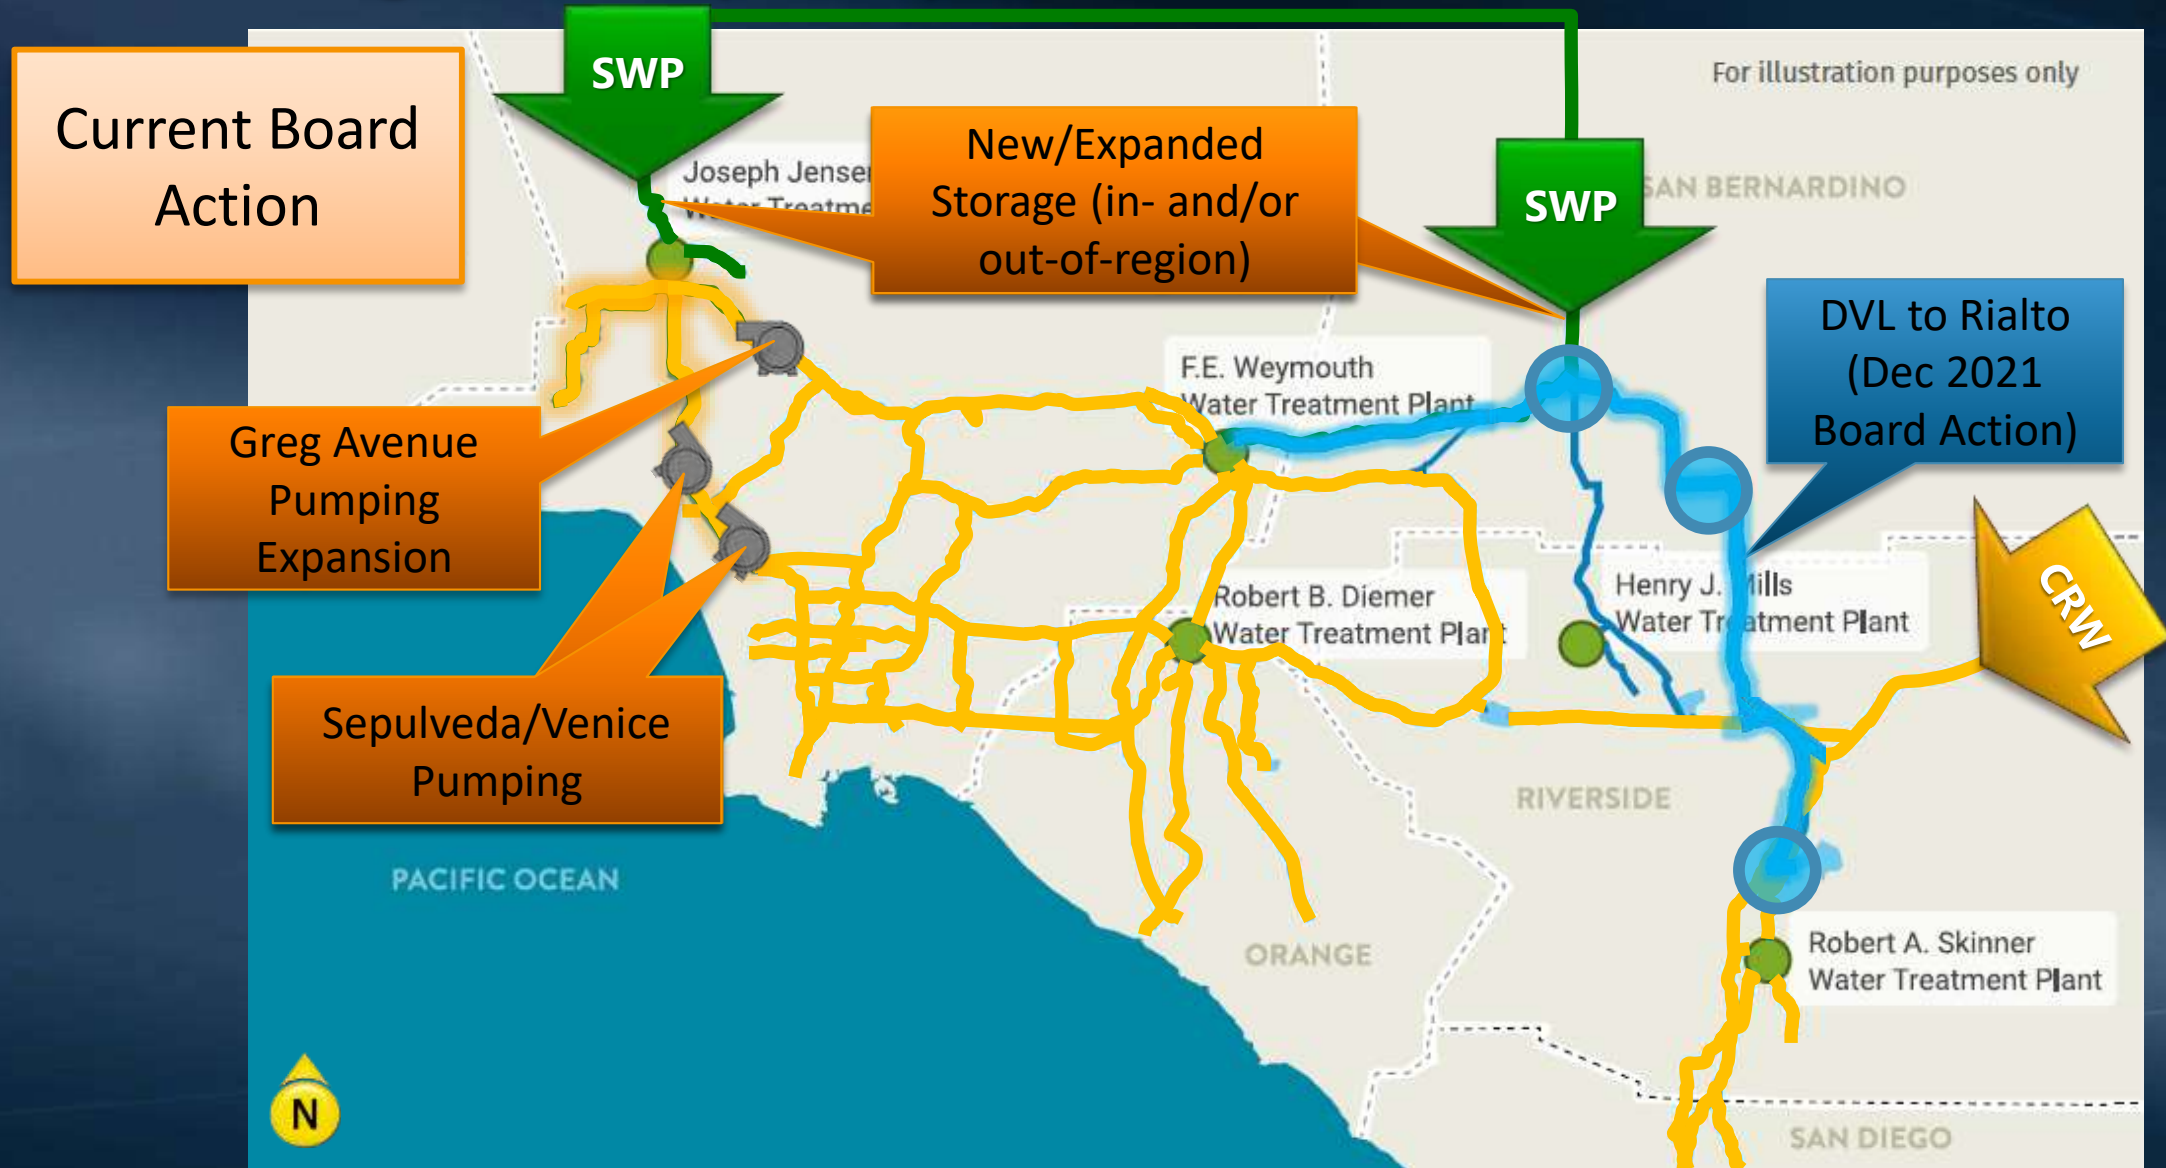 Current Board
Action
SWP
For illustration purposes only
New/Expanded
Storage (in- and/or
out-of-region)
Joseph
Water
SWP
SAN BERNARDINO
DVL to Rialto
(Dec 2021
Board Action)
F.E. Weymouth
Water Treatment Plant
Greg Avenue
Pumping
Expansion
CRW
Henry J.
Water Treatment Plant
Robert B. Diemer
Water Treatment Plant
Sepulveda/Venice
Pumping
RIVERSIDE
PACIFIC OCEAN
ORANGE
Robert A. Skinner
Water Treatment Plant
N
SAN DIEGO